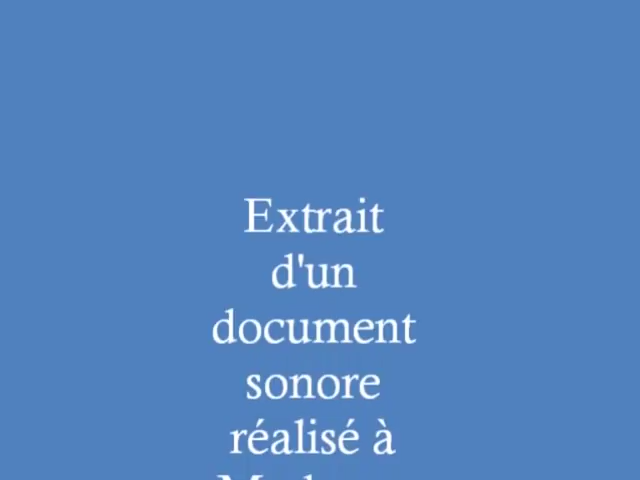 Extrait
d'un
document
sonore
réalisé à